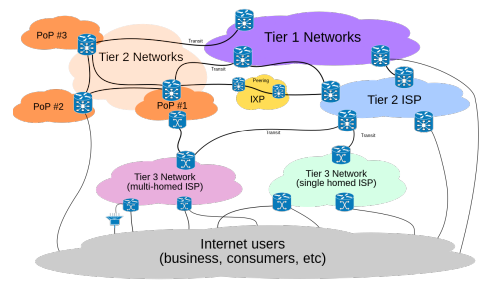 PoP #3
Transit
Tier 1 Networks
Tier 2 Networks
Transit
Peering
PoP #2
PoP #1
IXP
Tier 2 ISP
Transit
Transit
Tier 3 Network
(multi-homed ISP)
Tier 3 Network
(single homed ISP)
Internet users
(business, consumers, etc)